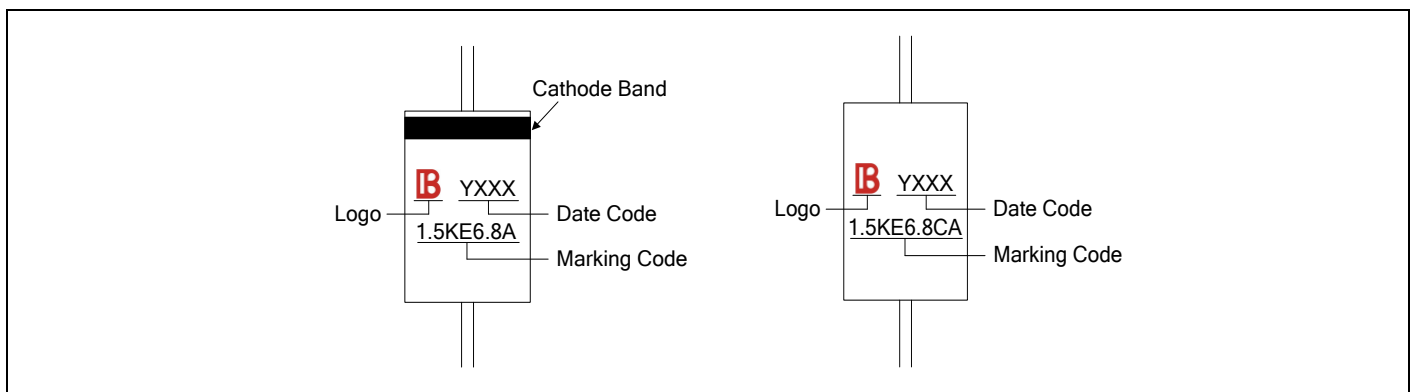 Cathode Band
B YXXX
Logo
Date Code
1.5KE6.8A
Marking Code
B YXXX
Logo
Date Code
1.5KE6.8CA
Marking Code